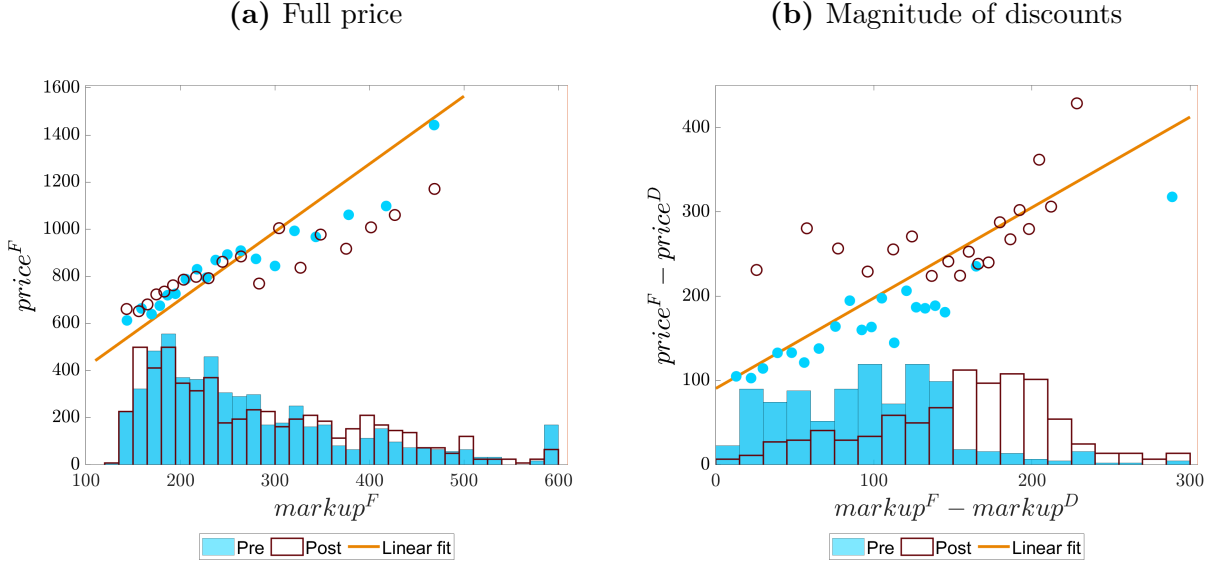 (a) Full price
1600
1400
1200
1000
800
600
400
200
0
price^F
100 200 300 400 500 600
markup^F
Pre Post Linear fit
(b) Magnitude of discounts
400
300
200
100
0
price^F − price^D
0 100 200 300
markup^F − markup^D
Pre Post Linear fit